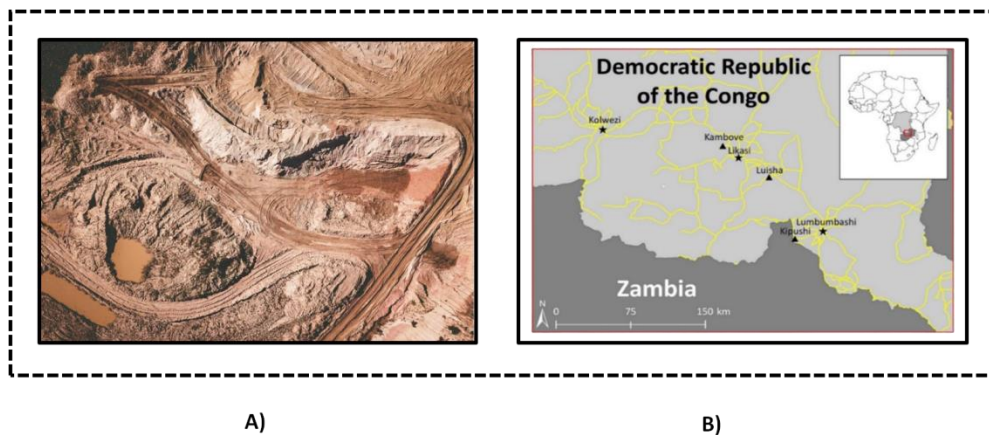 Democratic Republic
of the Congo
Kolwezi
Kambove
Likasi
Luisha
Lumbumbashi
Kipushi
Zambia
N
0 75 150 km
A) B)